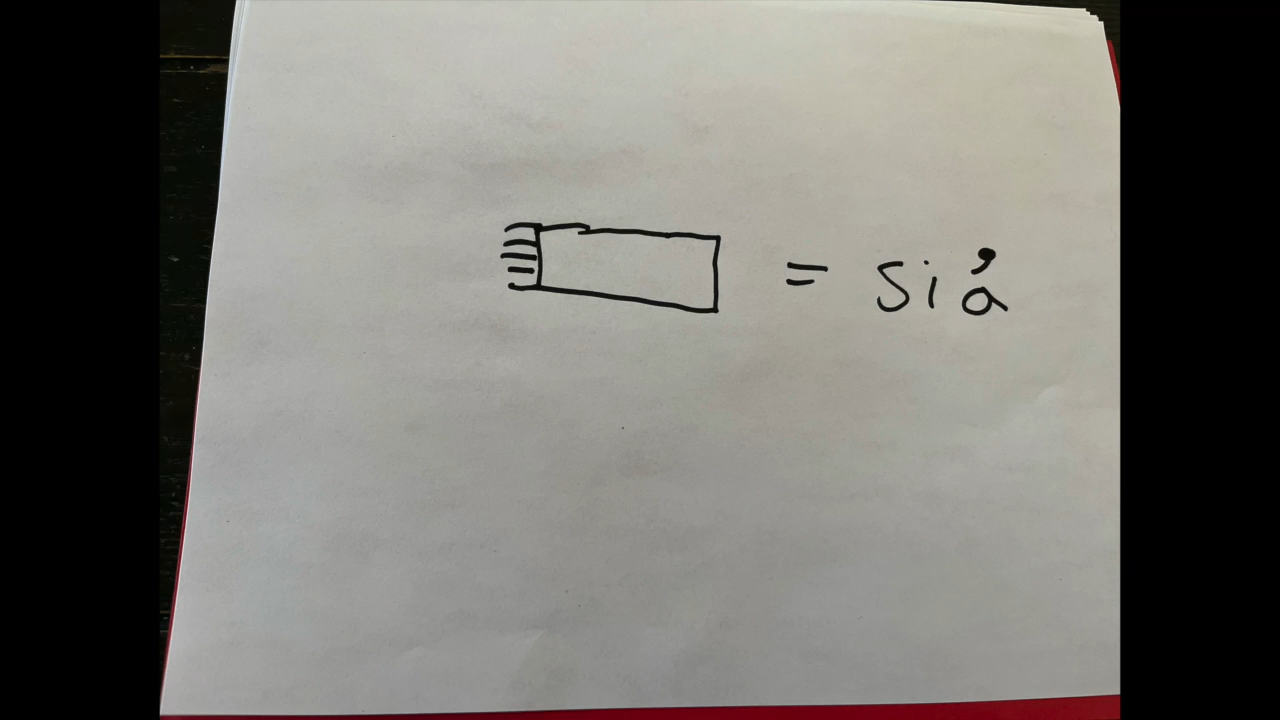 = siá